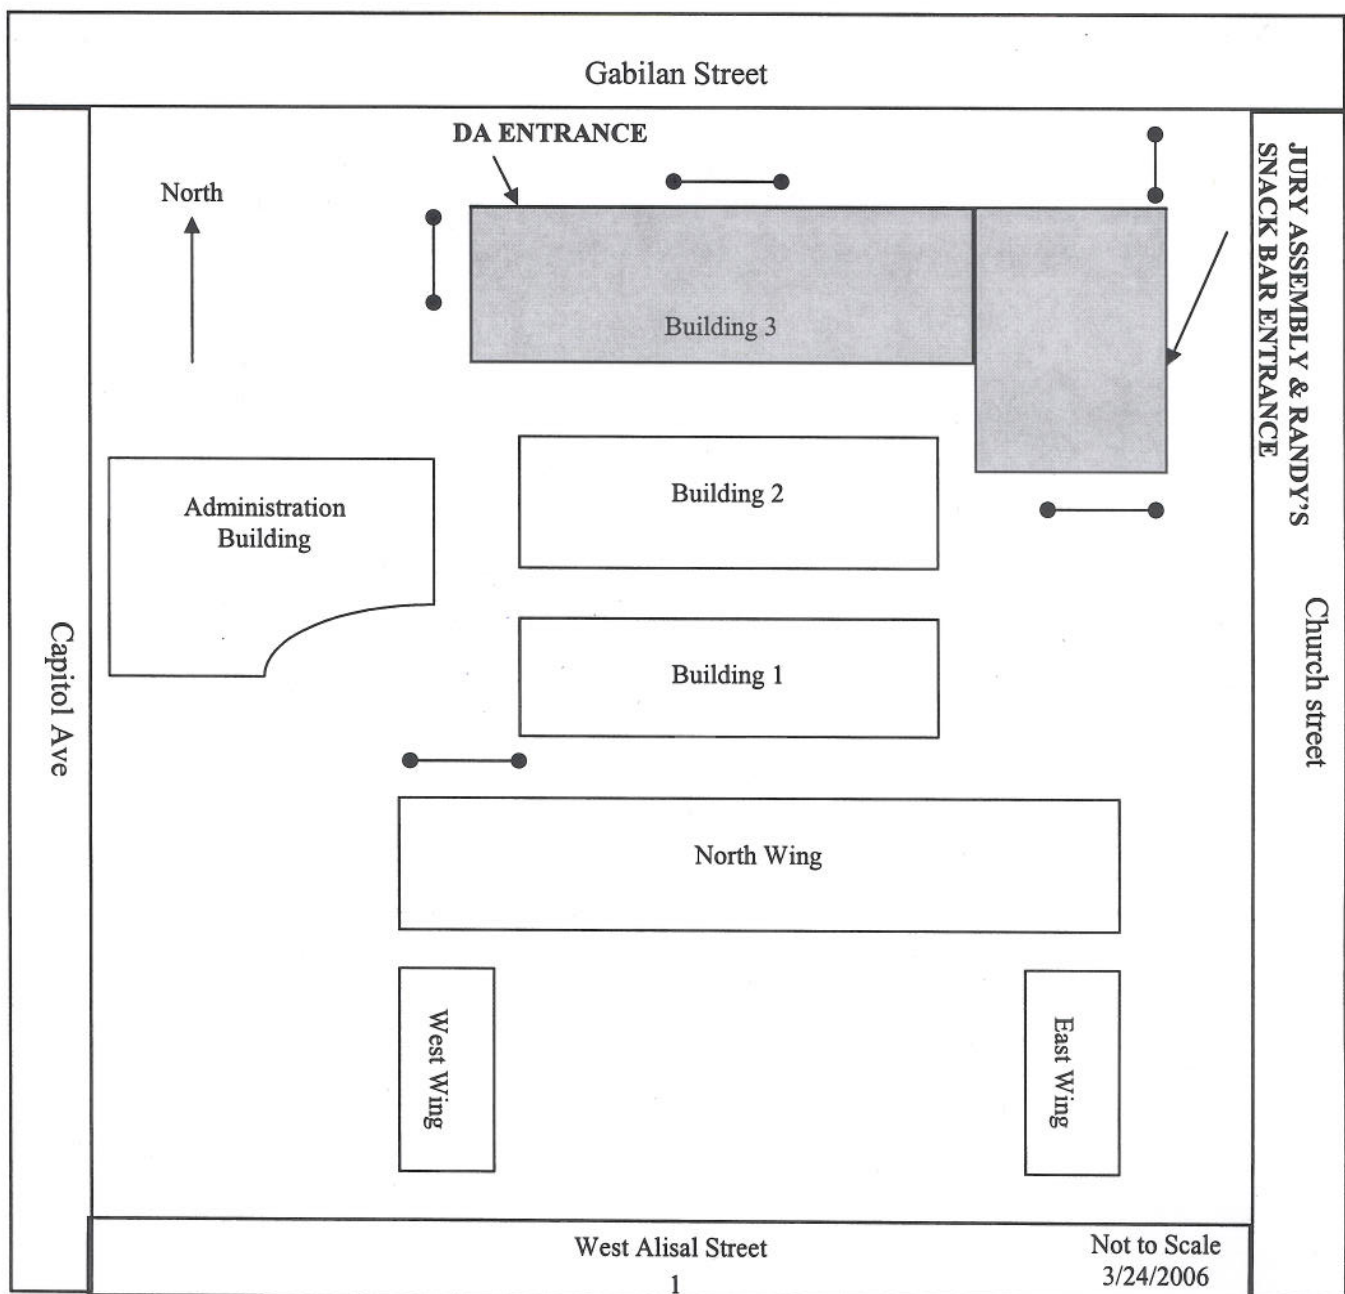 Gabilan Street
DA ENTRANCE
North
JURY ASSEMBLY & RANDY'S
SNACK BAR ENTRANCE
Building 3
Administration
Building
Building 2
Building 1
Capitol Ave
Church street
North Wing
West Wing
East Wing
West Alisal Street
1
Not to Scale
3/24/2006